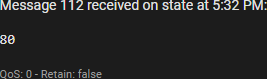 Message 112 received on state at 5:32 PM:
80
QoS: 0 - Retain: false